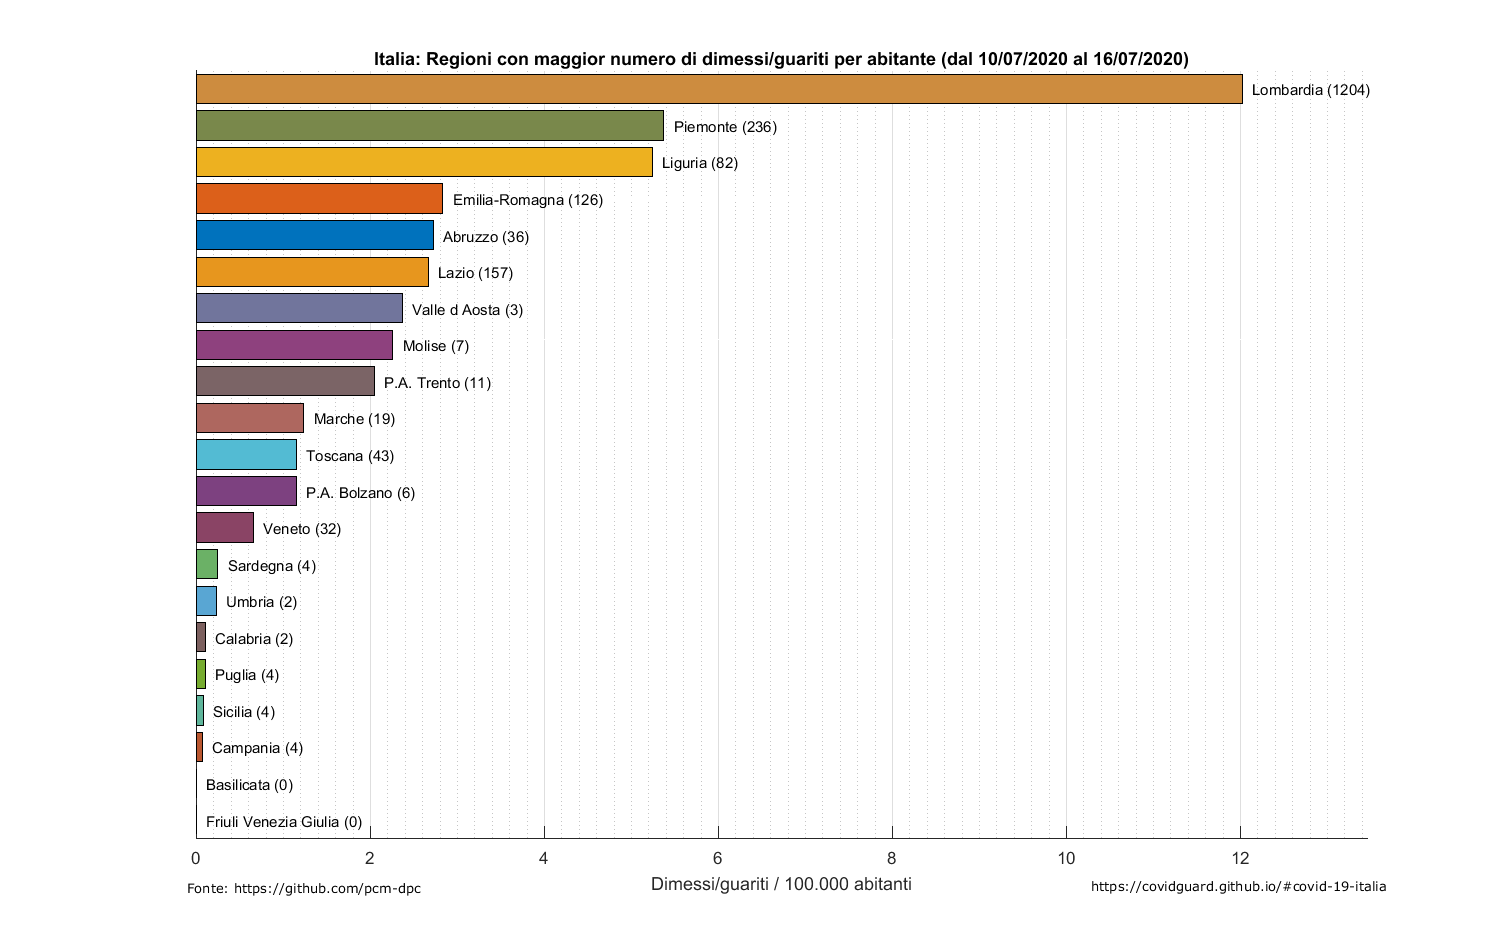 Italia: Regioni con maggior numero di dimessi/guariti per abitante (dal 10/07/2020 al 16/07/2020)
Lombardia (1204)
Piemonte (236)
Liguria (82)
Emilia-Romagna (126)
Abruzzo (36)
Lazio (157)
Valle d Aosta (3)
Molise (7)
P.A. Trento (11)
Marche (19)
Toscana (43)
P.A. Bolzano (6)
Veneto (32)
Sardegna (4)
Umbria (2)
Calabria (2)
Puglia (4)
Sicilia (4)
Campania (4)
Basilicata (0)
Friuli Venezia Giulia (0)
0 2 4 6 8 10 12
Dimessi/guariti / 100.000 abitanti
Fonte: https://github.com/pcm-dpc
https://covidguard.github.io/#covid-19-italia